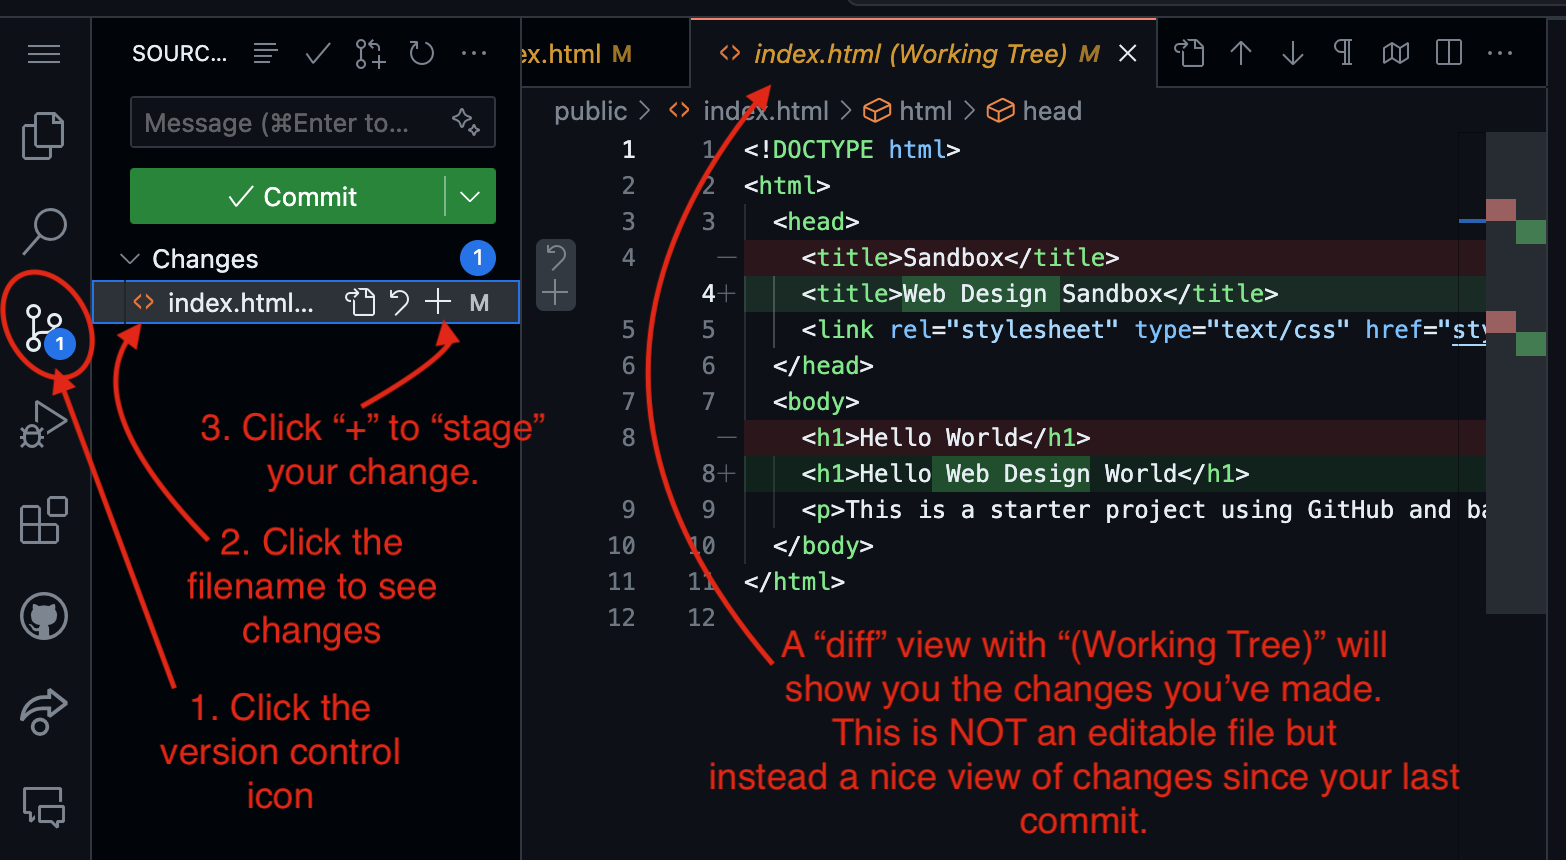 SOURC...
Message (⌘Enter to...
Commit
Changes 1
index.html... M
1
3. Click “+” to “stage”
your change.
2. Click the
filename to see
changes
1. Click the
version control
icon
ex.html M
index.html (Working Tree) M
public > index.html > html > head
1 1 <!DOCTYPE html>
2 2 <html>
3 3 <head>
4 — <title>Sandbox</title>
4+ <title>Web Design Sandbox</title>
5 5 <link rel="stylesheet" type="text/css" href="sty
6 6 </head>
7 7 <body>
8 — <h1>Hello World</h1>
8+ <h1>Hello Web Design World</h1>
9 9 <p>This is a starter project using GitHub and ba
10 10 </body>
11 11 </html>
12 12
A “diff” view with “(Working Tree)” will
show you the changes you’ve made.
This is NOT an editable file but
instead a nice view of changes since your last
commit.